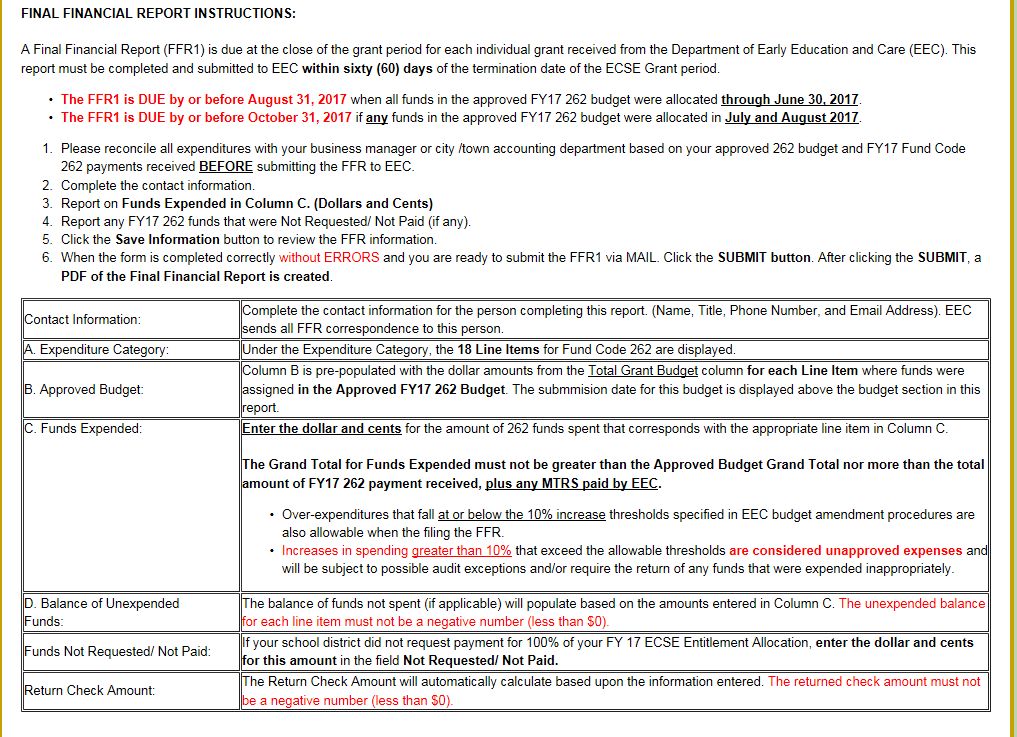 FINAL FINANCIAL REPORT INSTRUCTIONS:
A Final Financial Report (FFR1) is due at the close of the grant period for each individual grant received from the Department of Early Education and Care (EEC). This
report must be completed and submitted to EEC within sixty (60) days of the termination date of the ECSE Grant period.
• The FFR1 is DUE by or before August 31, 2017 when all funds in the approved FY17 262 budget were allocated through June 30, 2017.
• The FFR1 is DUE by or before October 31, 2017 if any funds in the approved FY17 262 budget were allocated in July and August 2017.
1. Please reconcile all expenditures with your business manager or city /town accounting department based on your approved 262 budget and FY17 Fund Code
262 payments received BEFORE submitting the FFR to EEC.
2. Complete the contact information.
3. Report on Funds Expended in Column C. (Dollars and Cents)
4. Report any FY17 262 funds that were Not Requested/ Not Paid (if any).
5. Click the Save Information button to review the FFR information.
6. When the form is completed correctly without ERRORS and you are ready to submit the FFR1 via MAIL. Click the SUBMIT button. After clicking the SUBMIT, a
PDF of the Final Financial Report is created.
Contact Information:
Complete the contact information for the person completing this report. (Name, Title, Phone Number, and Email Address). EEC
sends all FFR correspondence to this person.
A. Expenditure Category:
Under the Expenditure Category, the 18 Line Items for Fund Code 262 are displayed.
B. Approved Budget:
Column B is pre-populated with the dollar amounts from the Total Grant Budget column for each Line Item where funds were
assigned in the Approved FY17 262 Budget. The submmision date for this budget is displayed above the budget section in this
report.
C. Funds Expended:
Enter the dollar and cents for the amount of 262 funds spent that corresponds with the appropriate line item in Column C.
The Grand Total for Funds Expended must not be greater than the Approved Budget Grand Total nor more than the total
amount of FY17 262 payment received, plus any MTRS paid by EEC.
• Over-expenditures that fall at or below the 10% increase thresholds specified in EEC budget amendment procedures are
also allowable when the filing the FFR.
• Increases in spending greater than 10% that exceed the allowable thresholds are considered unapproved expenses and
will be subject to possible audit exceptions and/or require the return of any funds that were expended inappropriately.
D. Balance of Unexpended
Funds:
The balance of funds not spent (if applicable) will populate based on the amounts entered in Column C. The unexpended balance
for each line item must not be a negative number (less than $0).
Funds Not Requested/ Not Paid:
If your school district did not request payment for 100% of your FY 17 ECSE Entitlement Allocation, enter the dollar and cents
for this amount in the field Not Requested/ Not Paid.
Return Check Amount:
The Return Check Amount will automatically calculate based upon the information entered. The returned check amount must not
be a negative number (less than $0).